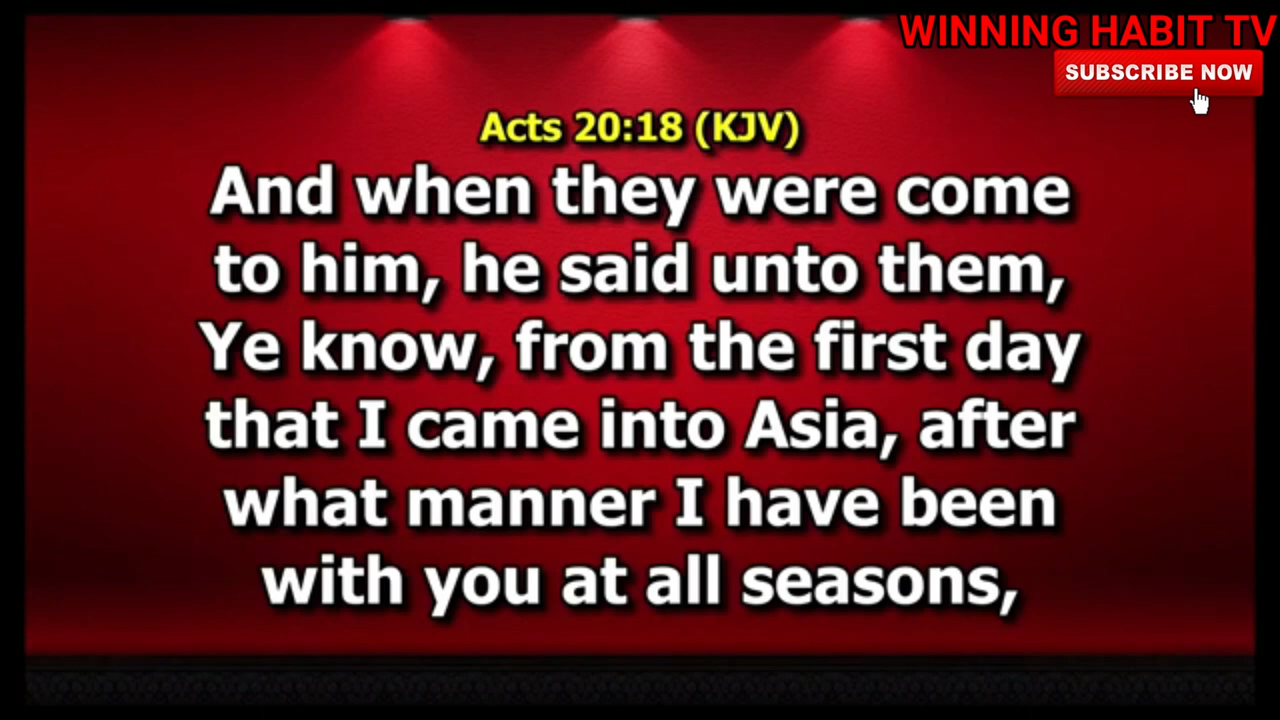 WINNING HABIT TV
SUBSCRIBE NOW
Acts 20:18 (KJV)
And when they were come
to him, he said unto them,
Ye know, from the first day
that I came into Asia, after
what manner I have been
with you at all seasons,